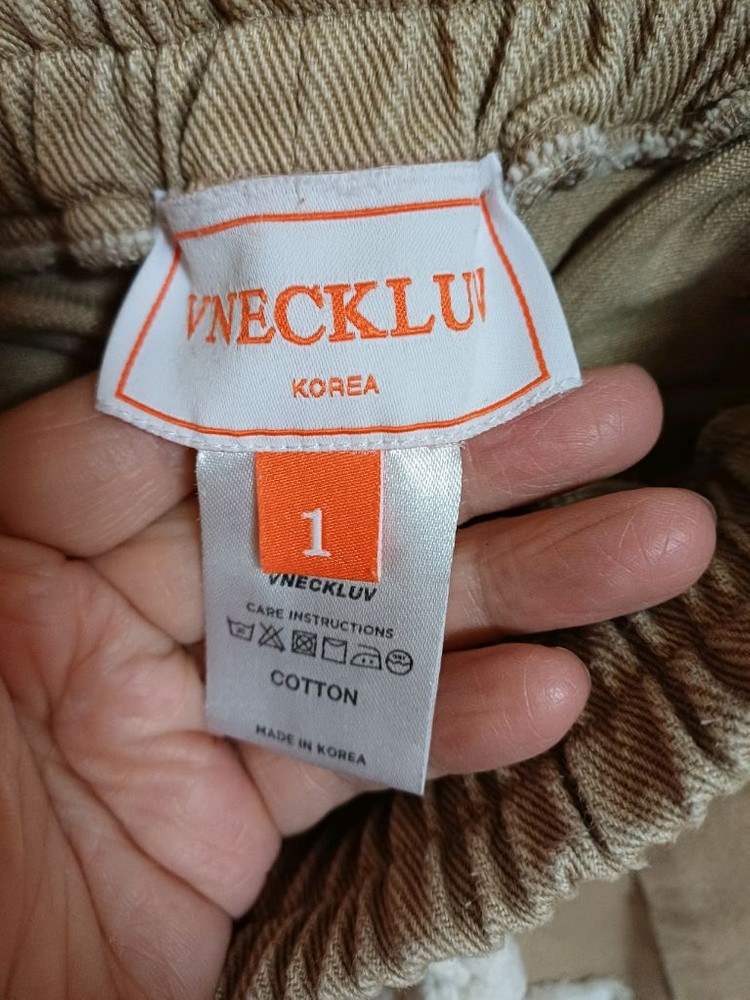 VNECKLUV
KOREA
1
VNECKLUV
CARE INSTRUCTIONS
COTTON
MADE IN KOREA